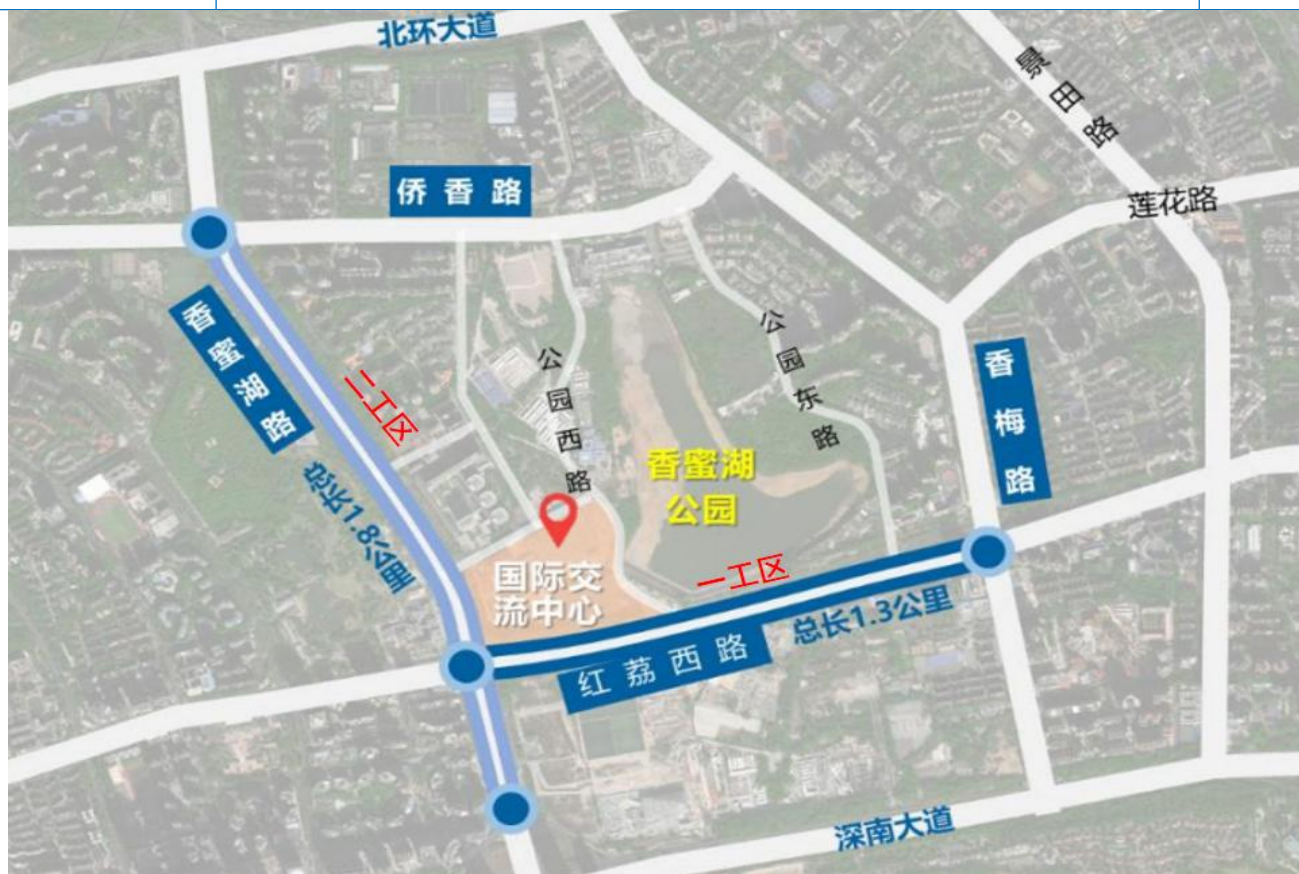 北环大道
景田路
侨香路
莲花路
香蜜湖路
二工区
公园西路
公园东路
香梅路
香蜜湖
公园
总长1.8公里
国际交
流中心
一工区
总长1.3公里
红荔西路
深南大道